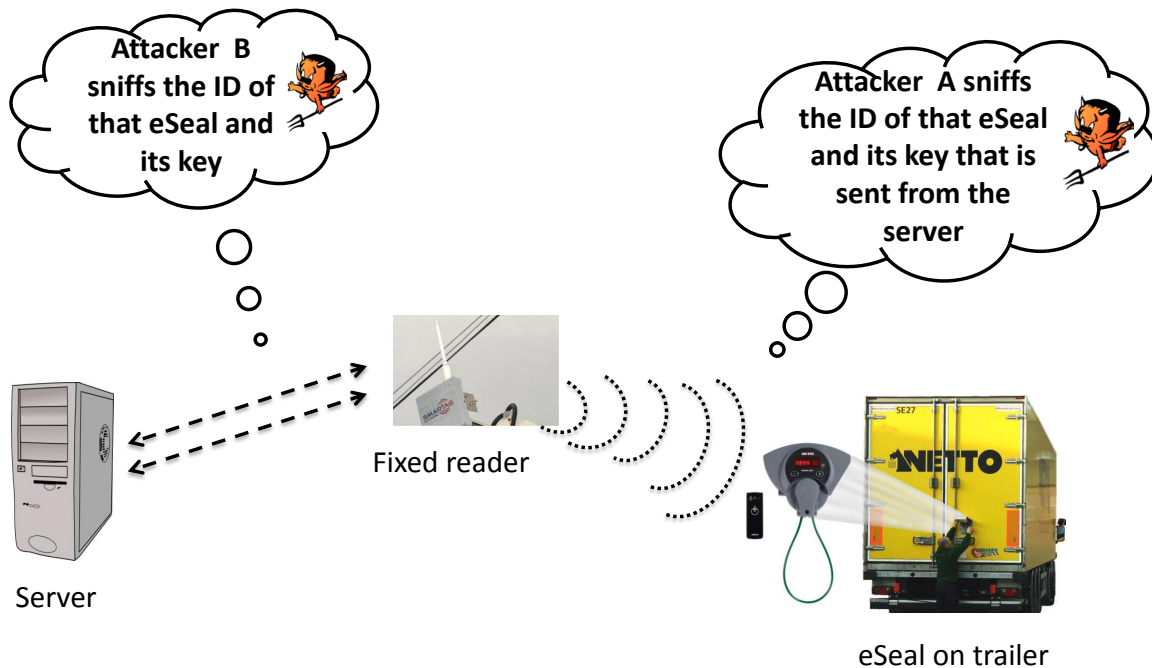 Attacker B
sniffs the ID of
that eSeal and
its key
Attacker A sniffs
the ID of that eSeal
and its key that is
sent from the
server
SMARTAG
Fixed reader
Server
SE27
NETTO
eSeal on trailer